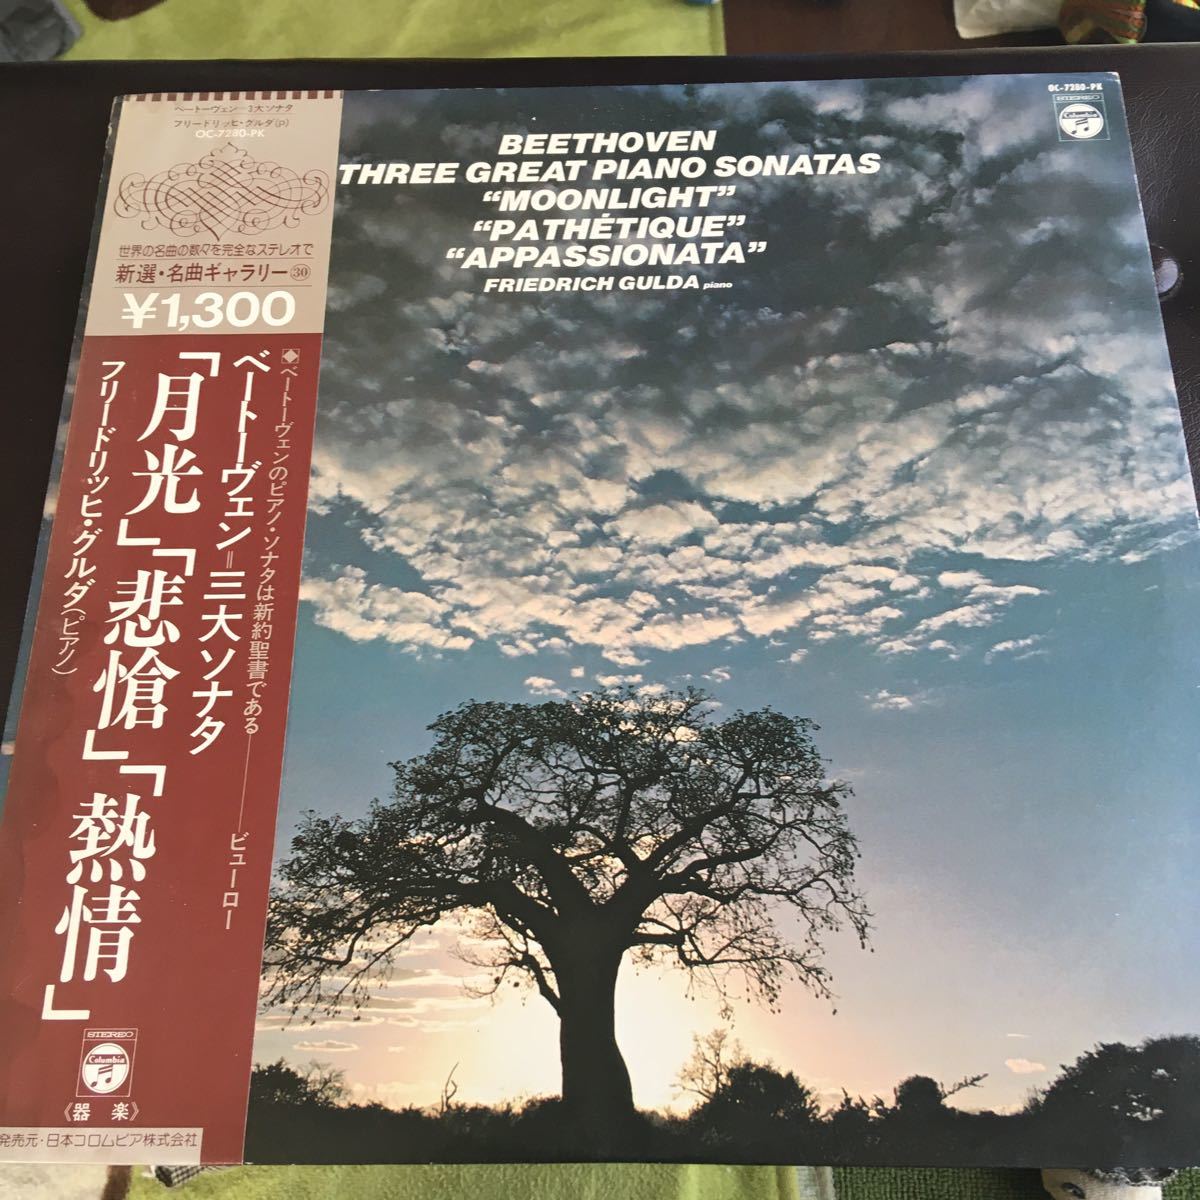 ベートーヴェン=3大ソナタ
フリードリッヒ・グルダ(p)
OC-7280-PK
世界の名曲の数々を完全なステレオで
新選・名曲ギャラリー㉚
¥1,300
◆ベートーヴェンのピアノ・ソナタは新約聖書である――ビューロー
ベートーヴェン=三大ソナタ
「月光」「悲愴」「熱情」
フリードリッヒ・グルダ(ピアノ)
STEREO
Columbia
《器楽》
発売元・日本コロムビア株式会社
OC-7280-PK
STEREO
Columbia
BEETHOVEN
THREE GREAT PIANO SONATAS
“MOONLIGHT”
“PATHÉTIQUE”
“APPASSIONATA”
FRIEDRICH GULDA piano